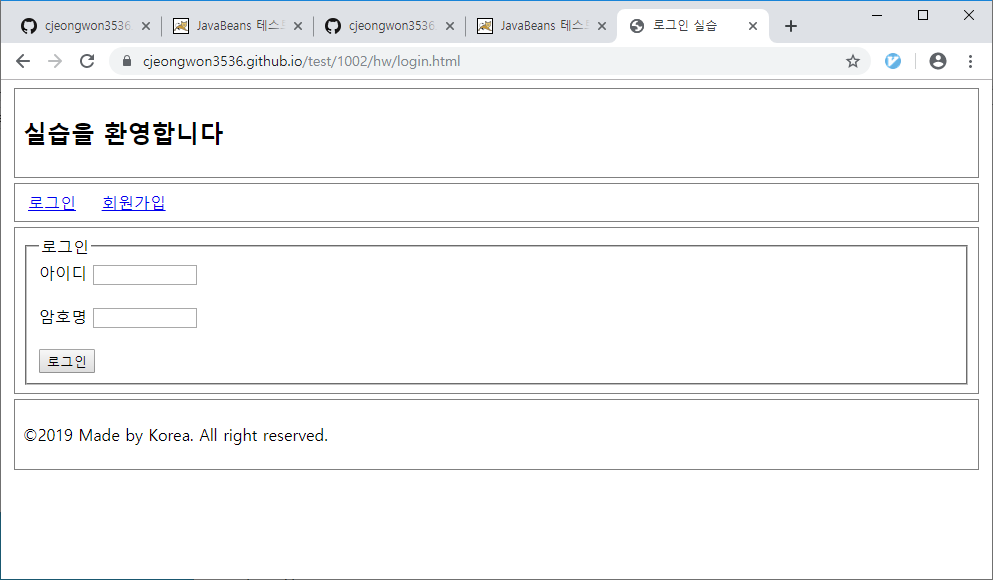 cjeongwon3536 JavaBeans 테스트 cjeongwon3536 JavaBeans 테스트 로그인 실습
cjeongwon3536.github.io/test/1002/hw/login.html
실습을 환영합니다
로그인 회원가입
로그인
아이디
암호명
로그인
©2019 Made by Korea. All right reserved.